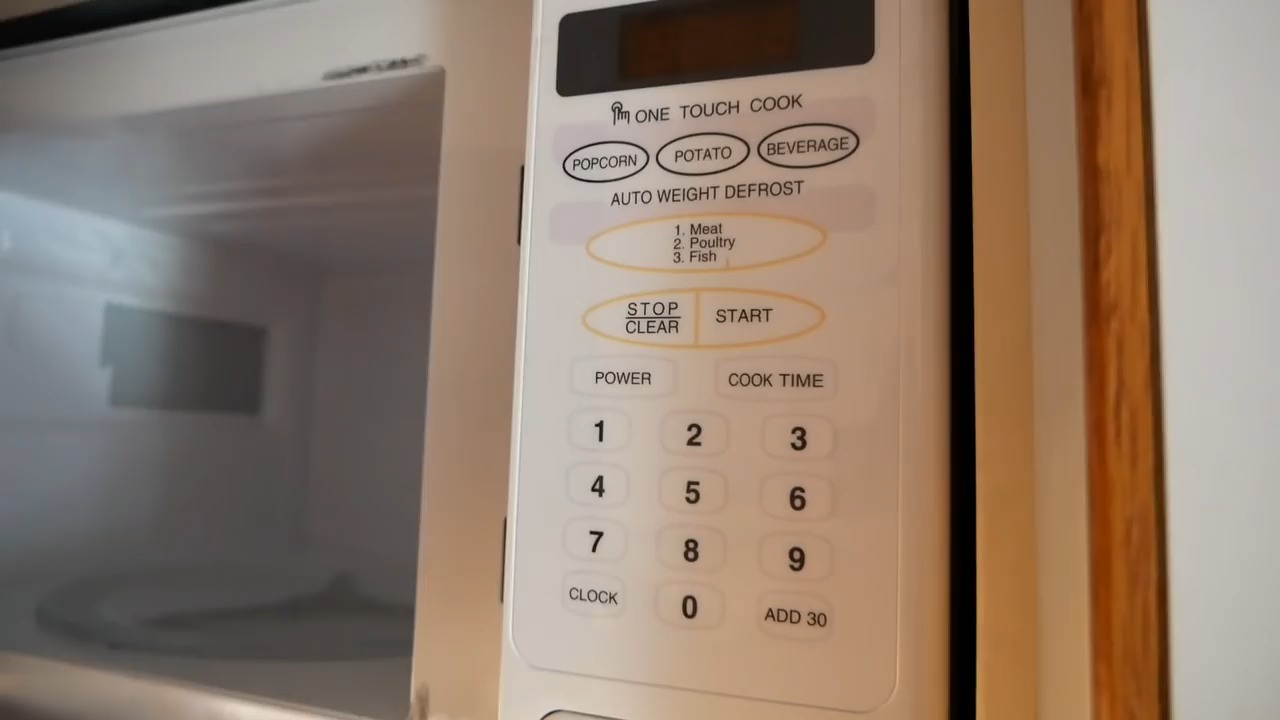 ONE TOUCH COOK
POPCORN POTATO BEVERAGE
AUTO WEIGHT DEFROST
1. Meat
2. Poultry
3. Fish
STOP
CLEAR START
POWER COOK TIME
1 2 3
4 5 6
7 8 9
CLOCK 0 ADD 30